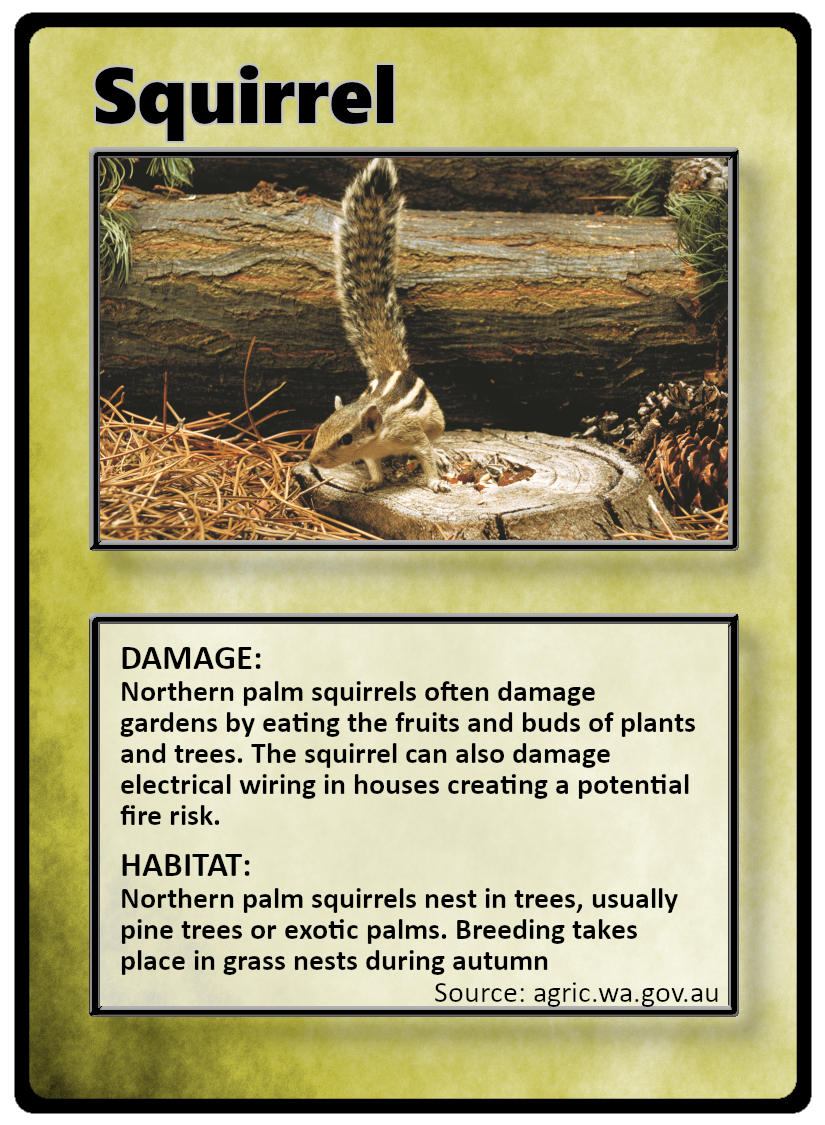 Squirrel
DAMAGE:
Northern palm squirrels often damage
gardens by eating the fruits and buds of plants
and trees. The squirrel can also damage
electrical wiring in houses creating a potential
fire risk.
HABITAT:
Northern palm squirrels nest in trees, usually
pine trees or exotic palms. Breeding takes
place in grass nests during autumn
Source: agric.wa.gov.au